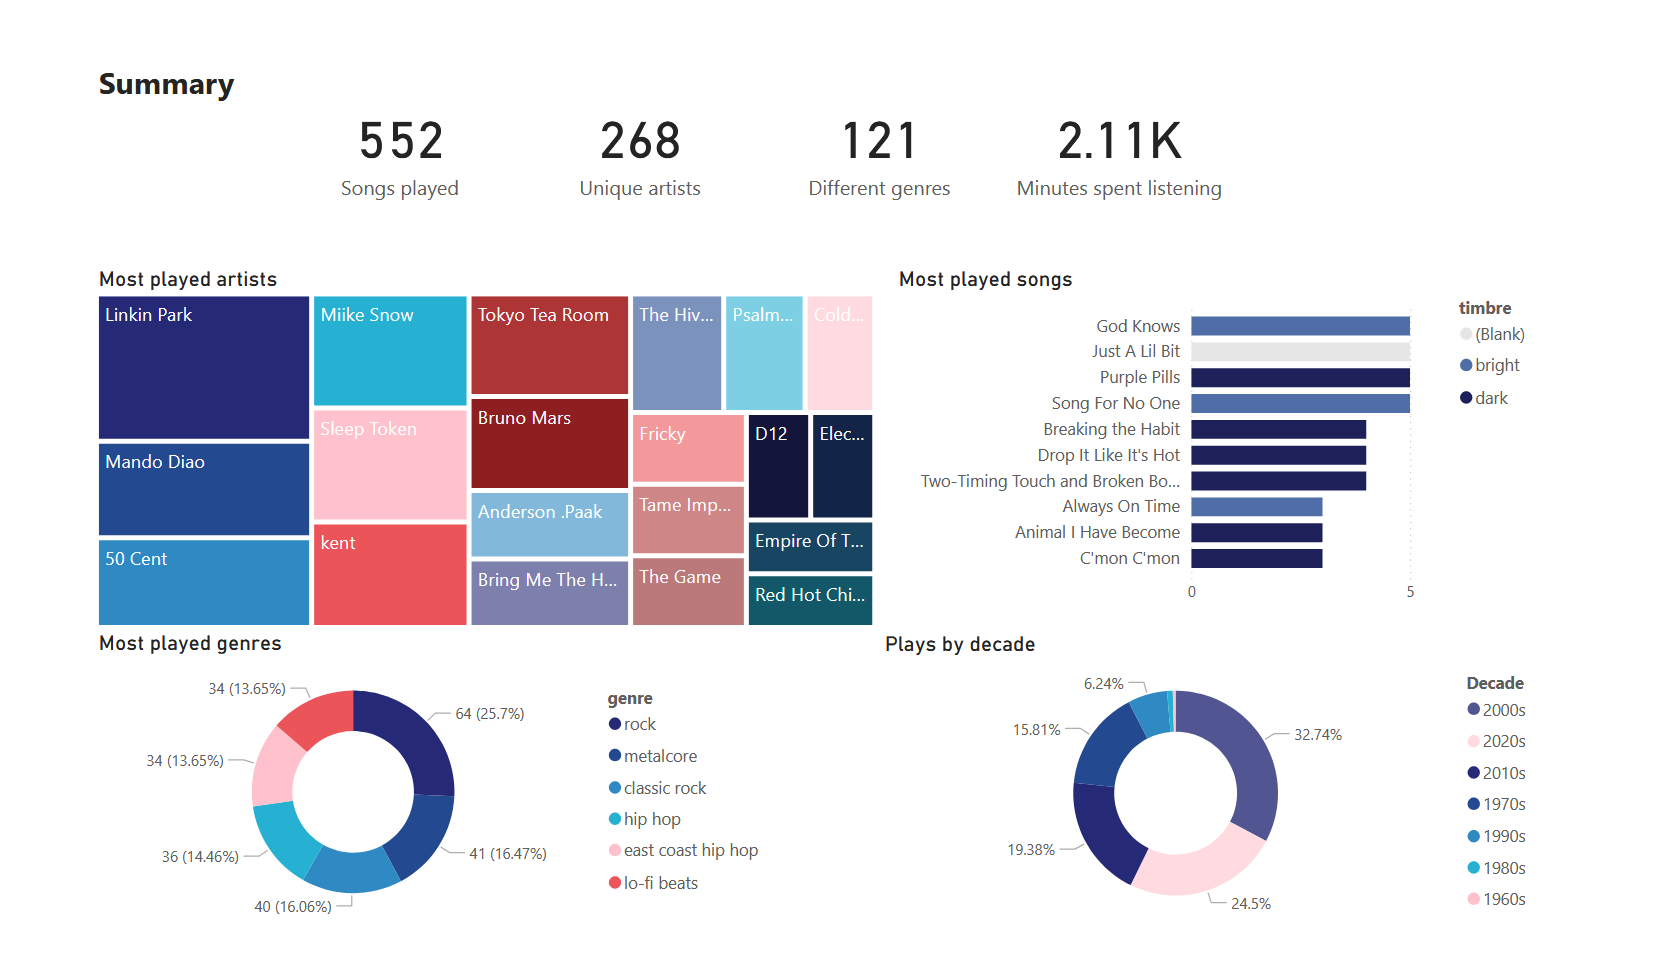 Summary
552
268
121
2.11K
Songs played
Unique artists
Different genres
Minutes spent listening
Most played artists
Linkin Park
Mando Diao
50 Cent
Miike Snow
Sleep Token
kent
Tokyo Tea Room
Bruno Mars
Anderson .Paak
Bring Me The H...
The Hiv...
Psalm...
Cold...
Fricky
Tame Imp...
The Game
D12
Elec...
Empire Of T...
Red Hot Chi...
Most played songs
God Knows
Just A Lil Bit
Purple Pills
Song For No One
Breaking the Habit
Drop It Like It's Hot
Two-Timing Touch and Broken Bo...
Always On Time
Animal I Have Become
C'mon C'mon
0
5
timbre
(Blank)
bright
dark
Most played genres
34 (13.65%)
64 (25.7%)
34 (13.65%)
36 (14.46%)
41 (16.47%)
40 (16.06%)
genre
rock
metalcore
classic rock
hip hop
east coast hip hop
lo-fi beats
Plays by decade
6.24%
15.81%
32.74%
19.38%
24.5%
Decade
2000s
2020s
2010s
1970s
1990s
1980s
1960s